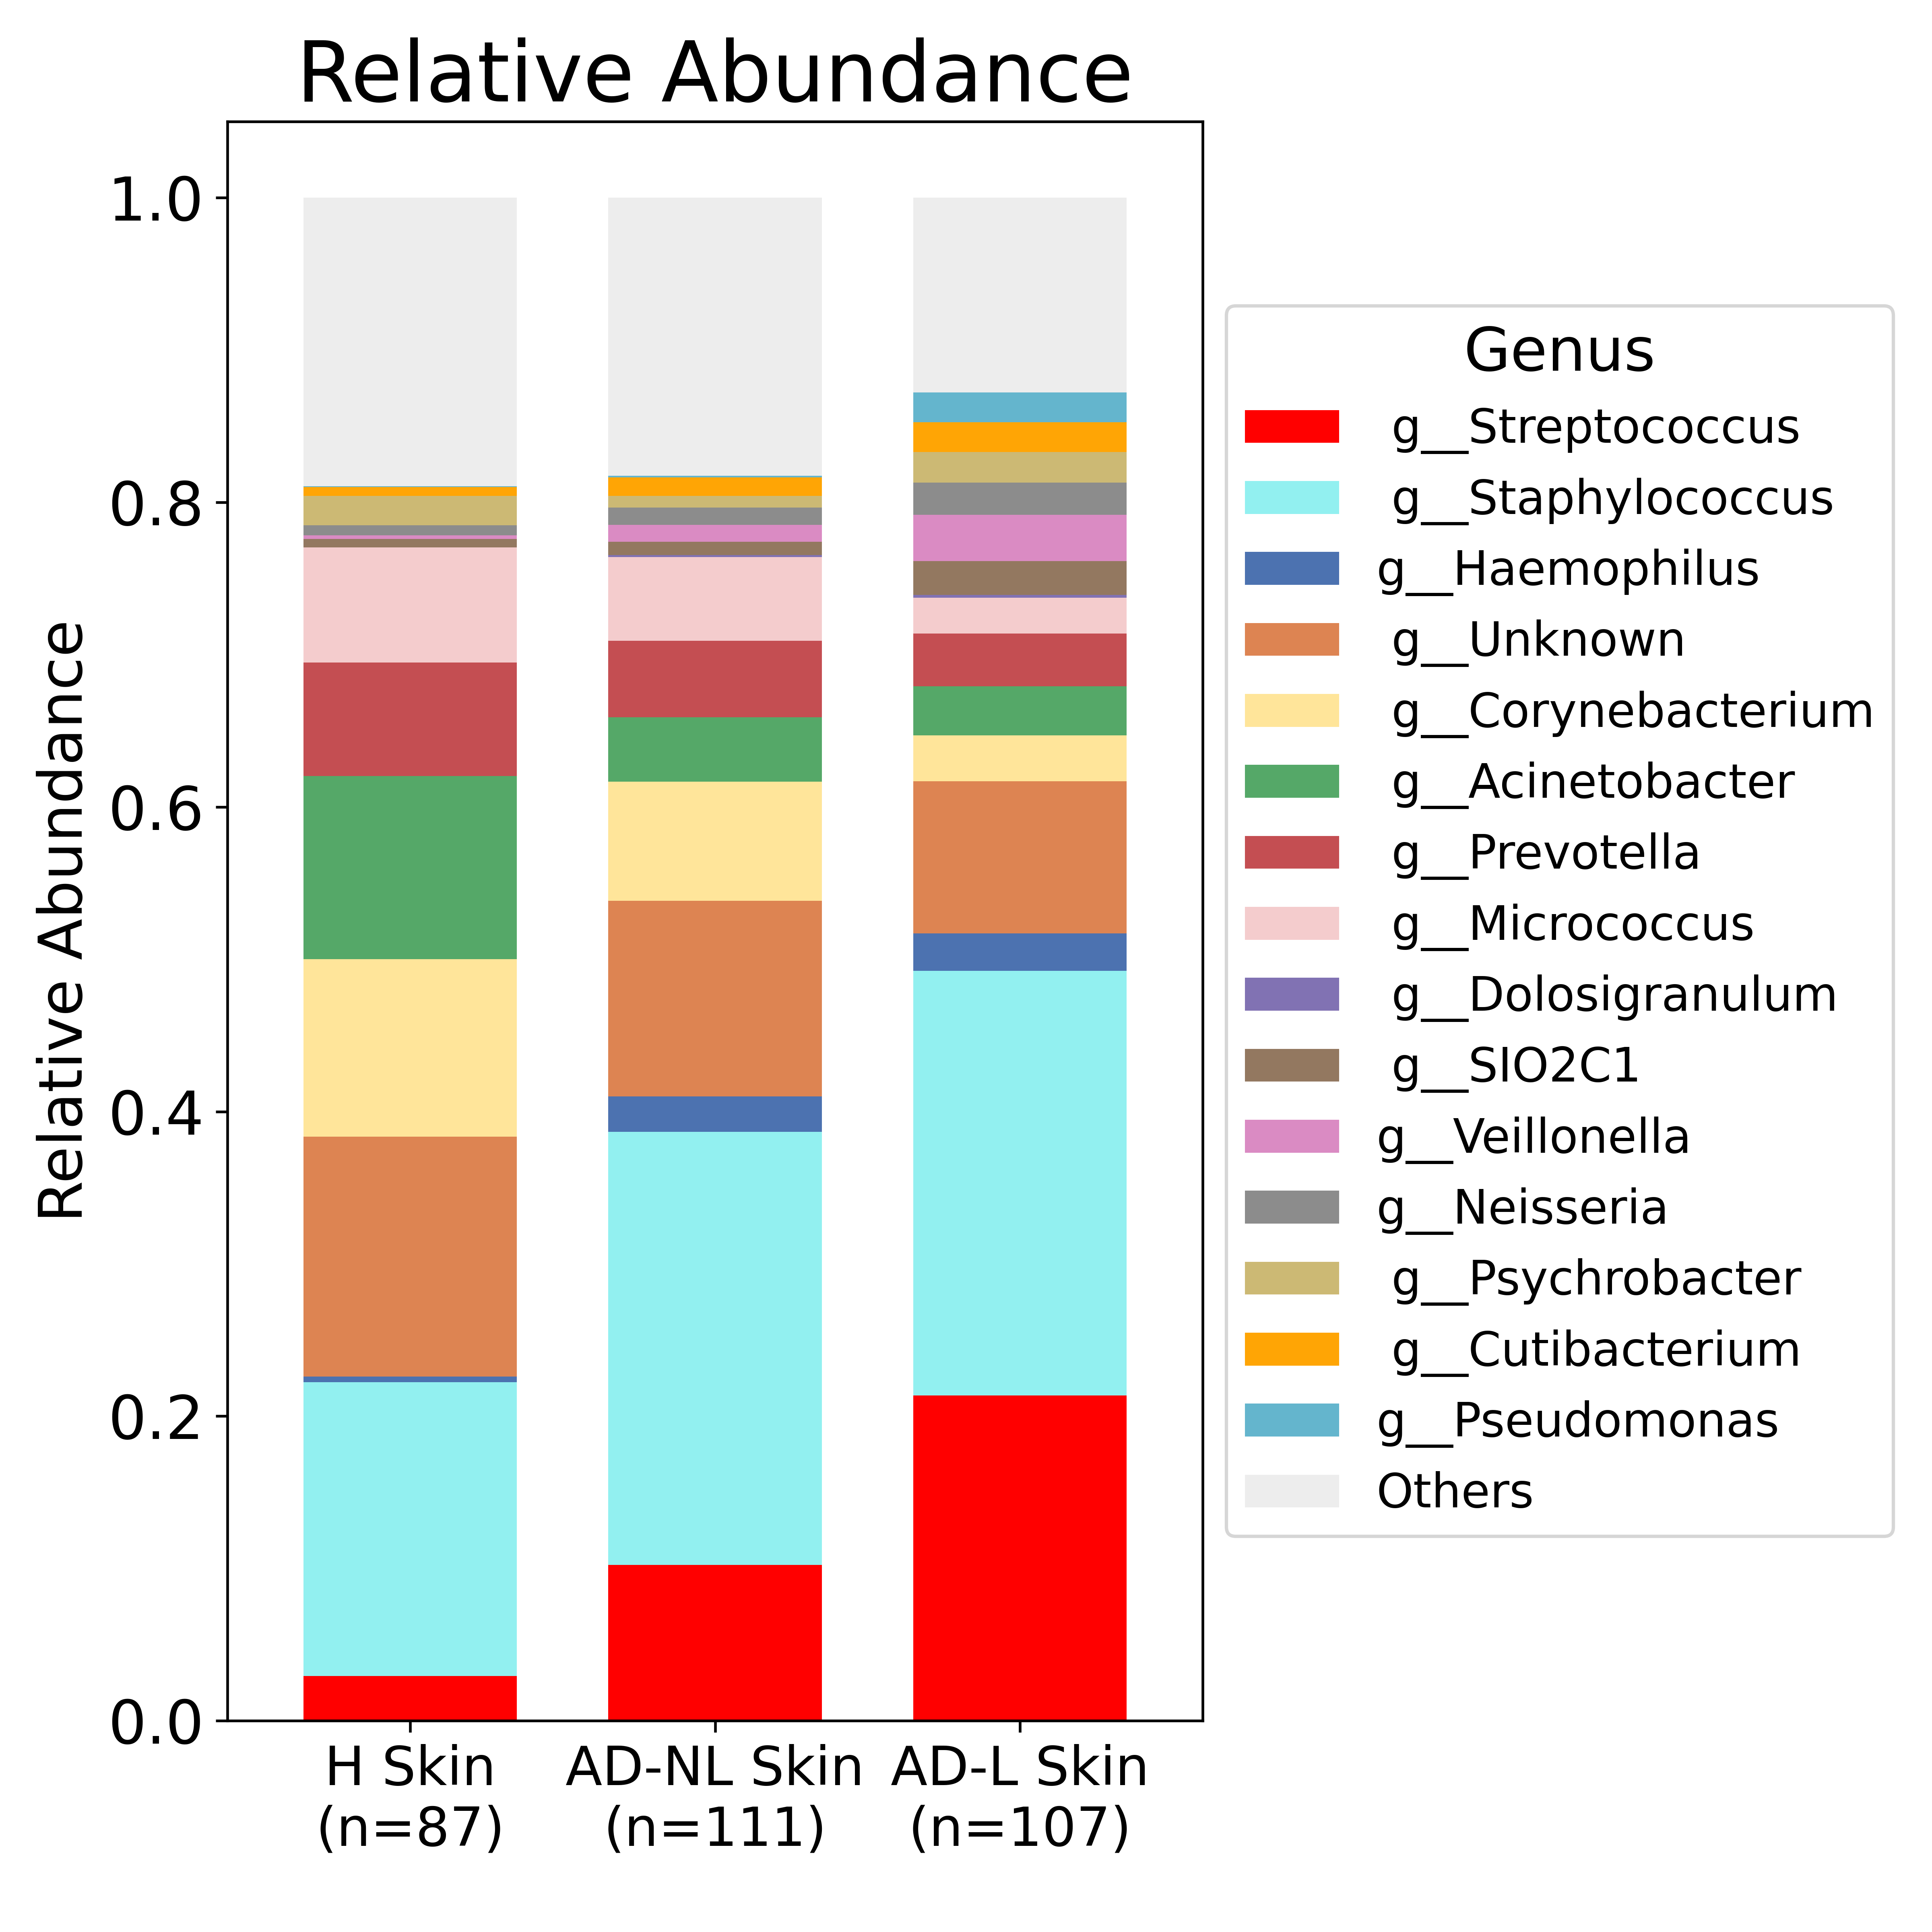 Relative Abundance
Relative Abundance
1.0
0.8
0.6
0.4
0.2
0.0
H Skin
(n=87)
AD-NL Skin
(n=111)
AD-L Skin
(n=107)
Genus
g__Streptococcus
g__Staphylococcus
g__Haemophilus
g__Unknown
g__Corynebacterium
g__Acinetobacter
g__Prevotella
g__Micrococcus
g__Dolosigranulum
g__SIO2C1
g__Veillonella
g__Neisseria
g__Psychrobacter
g__Cutibacterium
g__Pseudomonas
Others